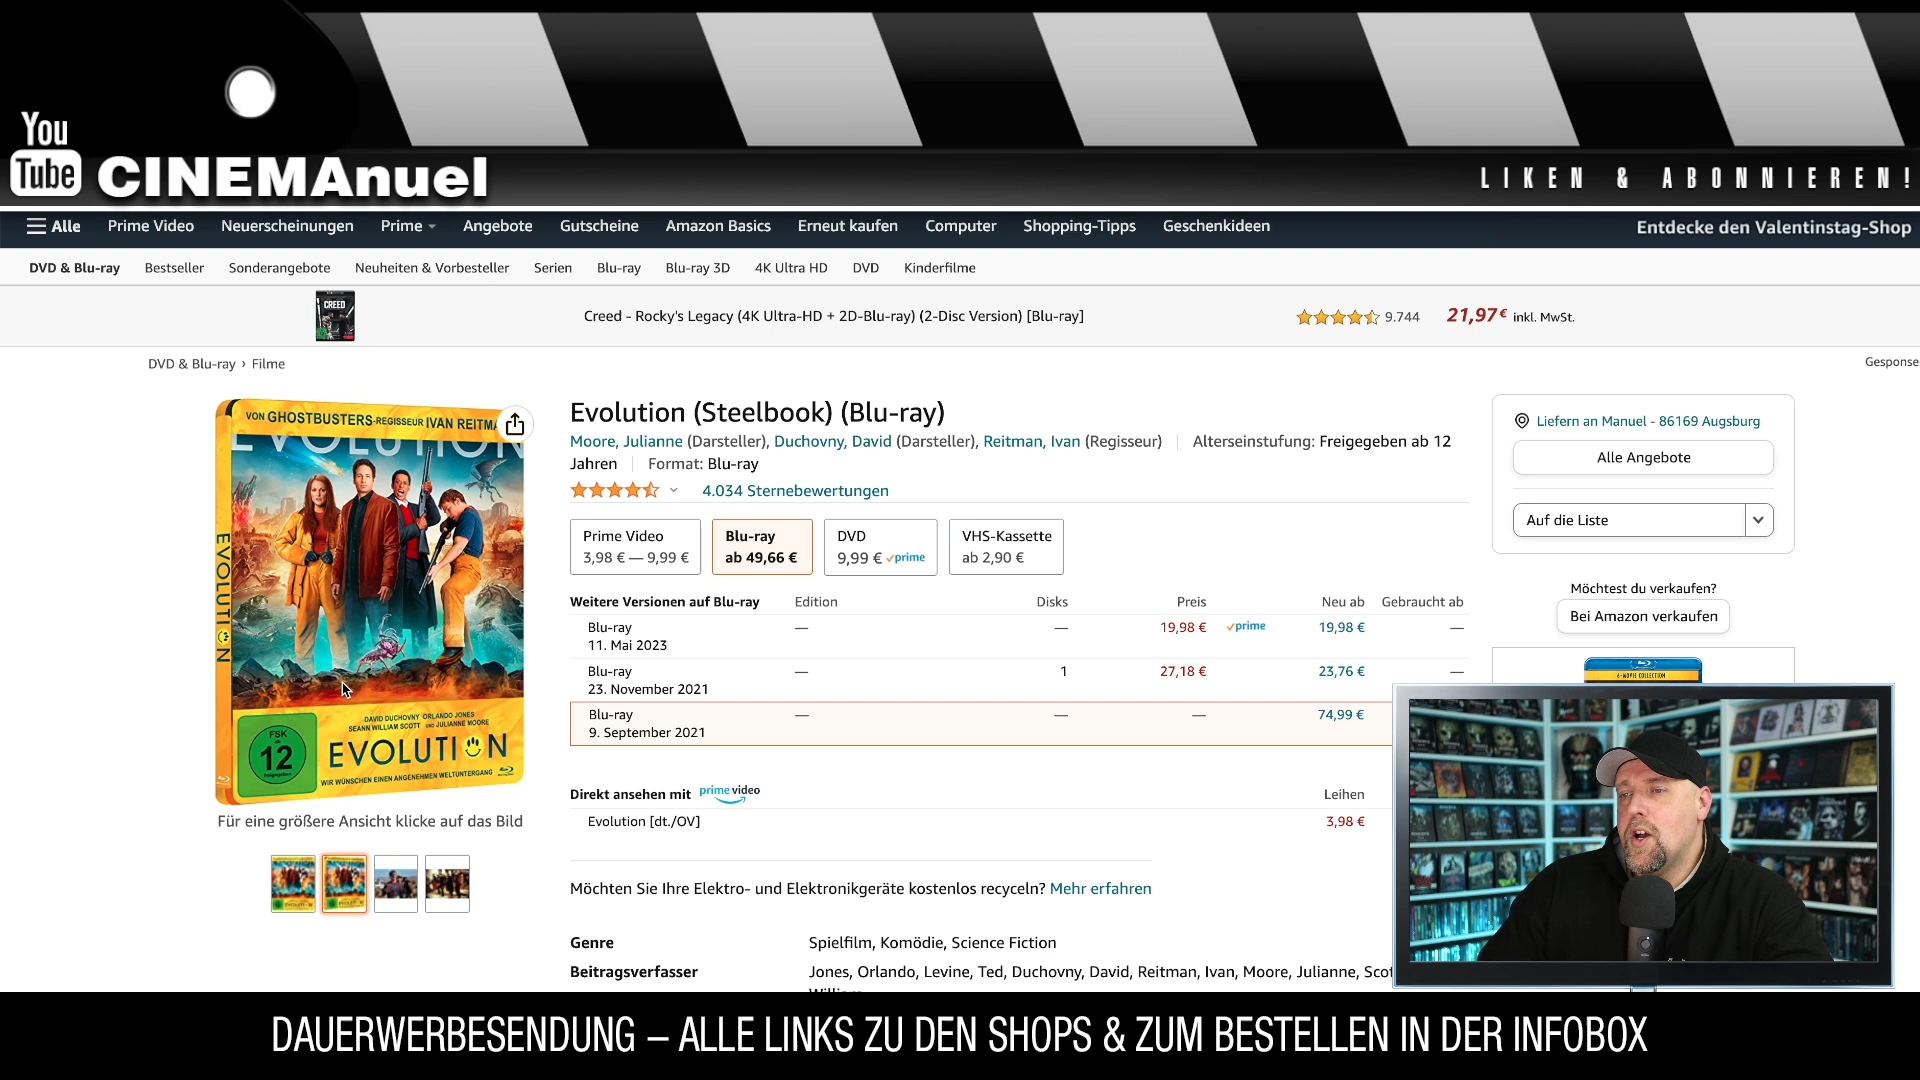 You
Tube
CINEMAnuel
LIKEN & ABONNIEREN!
Alle
Prime Video
Neuerscheinungen
Prime
Angebote
Gutscheine
Amazon Basics
Erneut kaufen
Computer
Shopping-Tipps
Geschenkideen
Entdecke den Valentinstag-Shop
DVD & Blu-ray
Bestseller
Sonderangebote
Neuheiten & Vorbesteller
Serien
Blu-ray
Blu-ray 3D
4K Ultra HD
DVD
Kinderfilme
CREED
Creed - Rocky's Legacy (4K Ultra-HD + 2D-Blu-ray) (2-Disc Version) [Blu-ray]
9.744
21,97€ inkl. MwSt.
DVD & Blu-ray › Filme
Gesponse
VON GHOSTBUSTERS-REGISSEUR IVAN REITMA
EVOLUTION
EVOLUTION
FSK
ab
12
freigegeben
DAVID DUCHOVNY ORLANDO JONES
SEANN WILLIAM SCOTT UND JULIANNE MOORE
EVOLUTION
WIR WÜNSCHEN EINEN ANGENEHMEN WELTUNTERGANG
Für eine größere Ansicht klicke auf das Bild
Evolution (Steelbook) (Blu-ray)
Moore, Julianne (Darsteller), Duchovny, David (Darsteller), Reitman, Ivan (Regisseur) | Alterseinstufung: Freigegeben ab 12
Jahren | Format: Blu-ray
4.034 Sternebewertungen
Prime Video
3,98 € — 9,99 €
Blu-ray
ab 49,66 €
DVD
9,99 € prime
VHS-Kassette
ab 2,90 €
Weitere Versionen auf Blu-ray Edition Disks Preis Neu ab Gebraucht ab
Blu-ray — — 19,98 € prime 19,98 € —
11. Mai 2023
Blu-ray — 1 27,18 € 23,76 € —
23. November 2021
Blu-ray — — — 74,99 €
9. September 2021
Direkt ansehen mit prime video Leihen
Evolution [dt./OV] 3,98 €
Möchten Sie Ihre Elektro- und Elektronikgeräte kostenlos recyceln? Mehr erfahren
Genre Spielfilm, Komödie, Science Fiction
Beitragsverfasser Jones, Orlando, Levine, Ted, Duchovny, David, Reitman, Ivan, Moore, Julianne, Scot
Liefern an Manuel - 86169 Augsburg
Alle Angebote
Auf die Liste
Möchtest du verkaufen?
Bei Amazon verkaufen
6-MOVIE COLLECTION
DAUERWERBESENDUNG – ALLE LINKS ZU DEN SHOPS & ZUM BESTELLEN IN DER INFOBOX